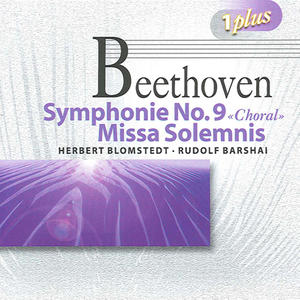 1plus
Beethoven
Symphonie No. 9 «Choral»
Missa Solemnis
HERBERT BLOMSTEDT · RUDOLF BARSHAI